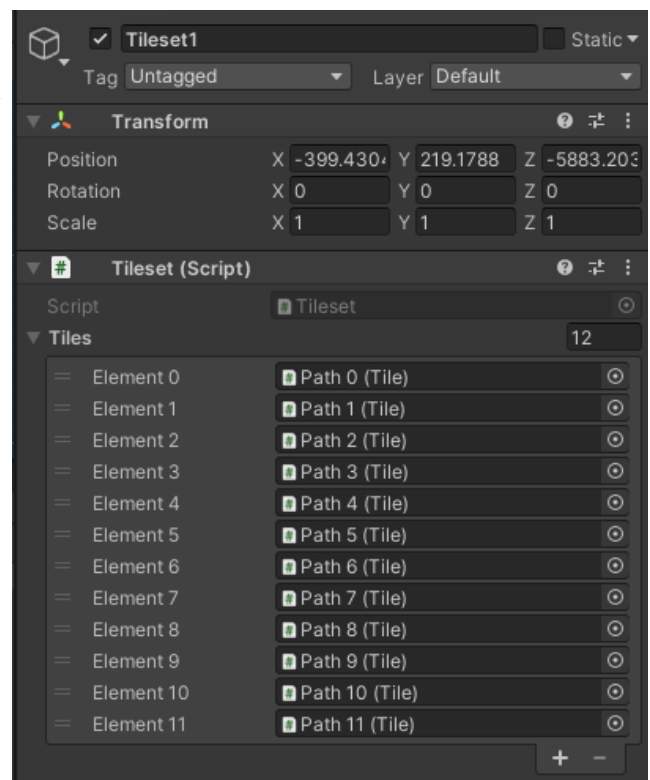 Tileset1 Static
Tag Untagged Layer Default
Transform
Position X -399.4304 Y 219.1788 Z -5883.203
Rotation X 0 Y 0 Z 0
Scale X 1 Y 1 Z 1
# Tileset (Script)
Script # Tileset
Tiles 12
Element 0 # Path 0 (Tile)
Element 1 # Path 1 (Tile)
Element 2 # Path 2 (Tile)
Element 3 # Path 3 (Tile)
Element 4 # Path 4 (Tile)
Element 5 # Path 5 (Tile)
Element 6 # Path 6 (Tile)
Element 7 # Path 7 (Tile)
Element 8 # Path 8 (Tile)
Element 9 # Path 9 (Tile)
Element 10 # Path 10 (Tile)
Element 11 # Path 11 (Tile)
+ −